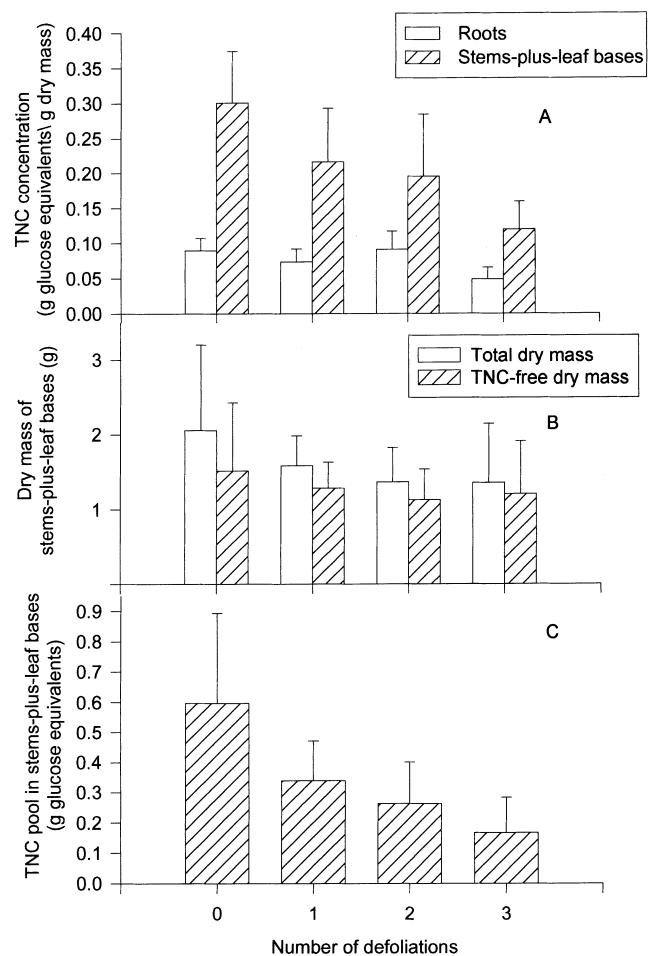 Roots
Stems-plus-leaf bases
A
TNC concentration
(g glucose equivalents\ g dry mass)
0.40
0.35
0.30
0.25
0.20
0.15
0.10
0.05
0.00
Total dry mass
TNC-free dry mass
B
Dry mass of
stems-plus-leaf bases (g)
3
2
1
C
TNC pool in stems-plus-leaf bases
(g glucose equivalents)
0.9
0.8
0.7
0.6
0.5
0.4
0.3
0.2
0.1
0.0
0 1 2 3
Number of defoliations